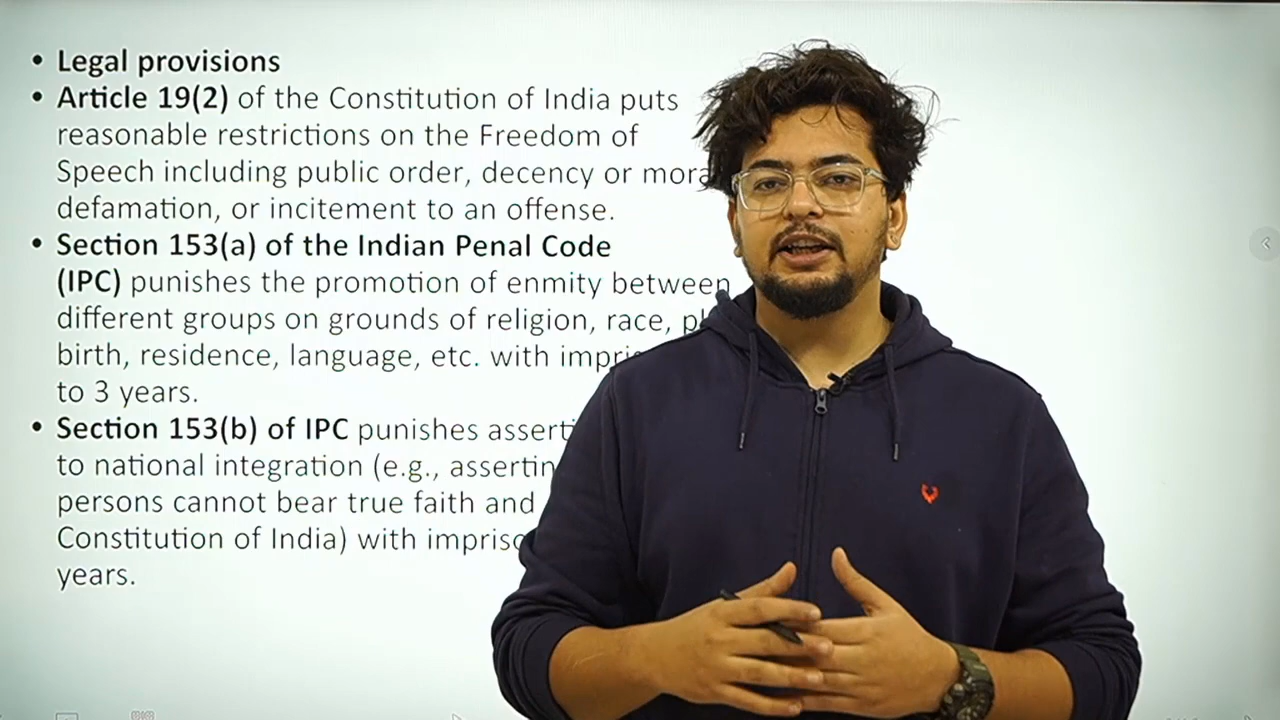 • Legal provisions
• Article 19(2) of the Constitution of India puts
reasonable restrictions on the Freedom of
Speech including public order, decency or
defamation, or incitement to an offense.
• Section 153(a) of the Indian Penal Code
(IPC) punishes the promotion of enmity between
different groups on grounds of religion, race,
birth, residence, language, etc. with
to 3 years.
• Section 153(b) of IPC punishes
to national integration (e.g.,
persons cannot bear true faith and
Constitution of India) with
years.